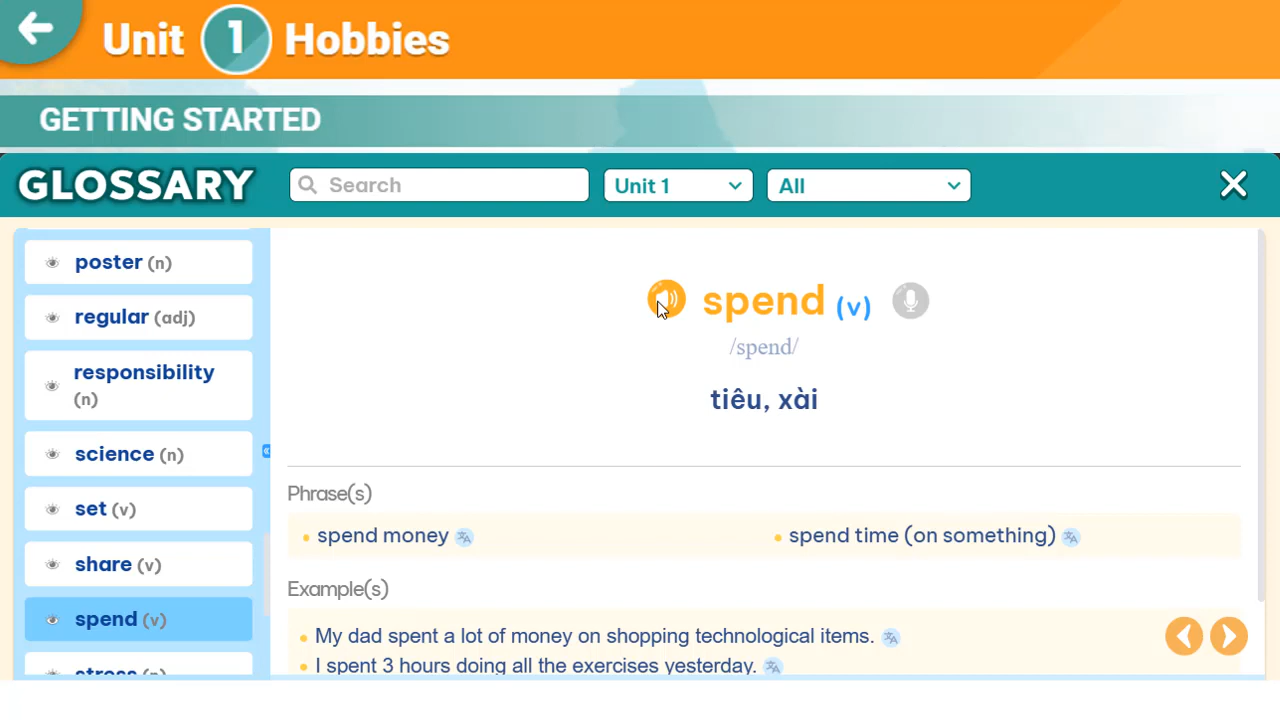 Unit 1 Hobbies
GETTING STARTED
GLOSSARY
Search
Unit 1
All
poster (n)
regular (adj)
responsibility
(n)
science (n)
set (v)
share (v)
spend (v)
stress (n)
spend (v)
/spend/
tiêu, xài
Phrase(s)
• spend money
• spend time (on something)
Example(s)
• My dad spent a lot of money on shopping technological items.
• I spent 3 hours doing all the exercises yesterday.